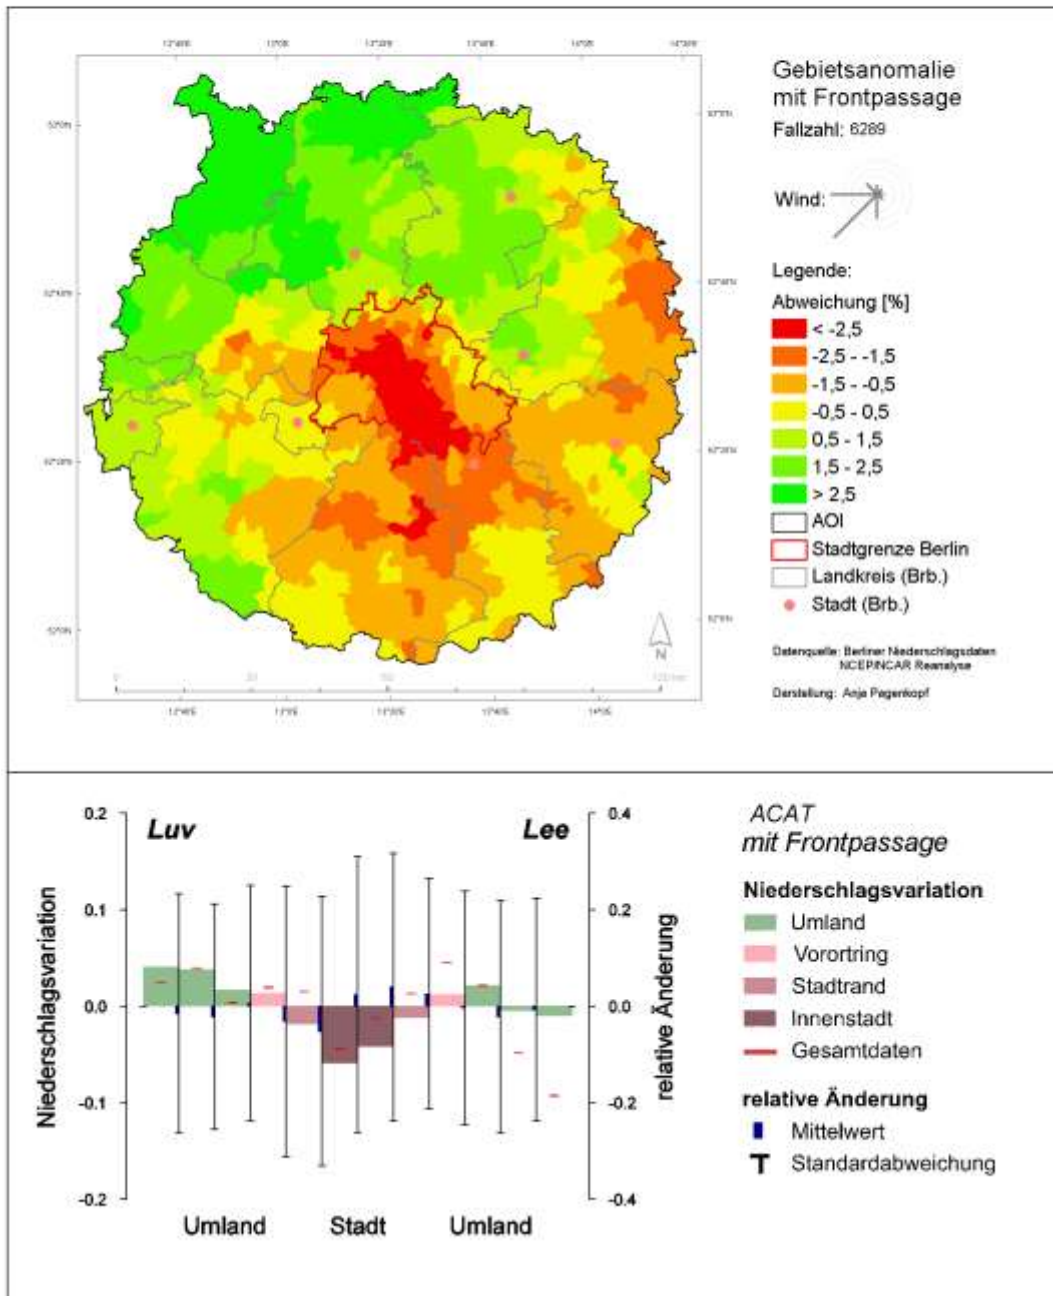 Gebietsanomalie
mit Frontpassage
Fallzahl: 6289
Wind:
Legende:
Abweichung [%]
< -2,5
-2,5 - -1,5
-1,5 - -0,5
-0,5 - 0,5
0,5 - 1,5
1,5 - 2,5
> 2,5
AOI
Stadtgrenze Berlin
Landkreis (Brb.)
Stadt (Brb.)
N
Datenquelle: Berliner Niederschlagsdaten
NCEP/NCAR Reanalyse
Darstellung: Anja Pagenkopf
Luv
Lee
0.2
0.1
0.0
-0.1
-0.2
Niederschlagsvariation
0.4
0.2
0.0
-0.2
-0.4
relative Änderung
Umland
Stadt
Umland
ACAT
mit Frontpassage
Niederschlagsvariation
Umland
Vorortring
Stadtrand
Innenstadt
Gesamtdaten
relative Änderung
Mittelwert
Standardabweichung